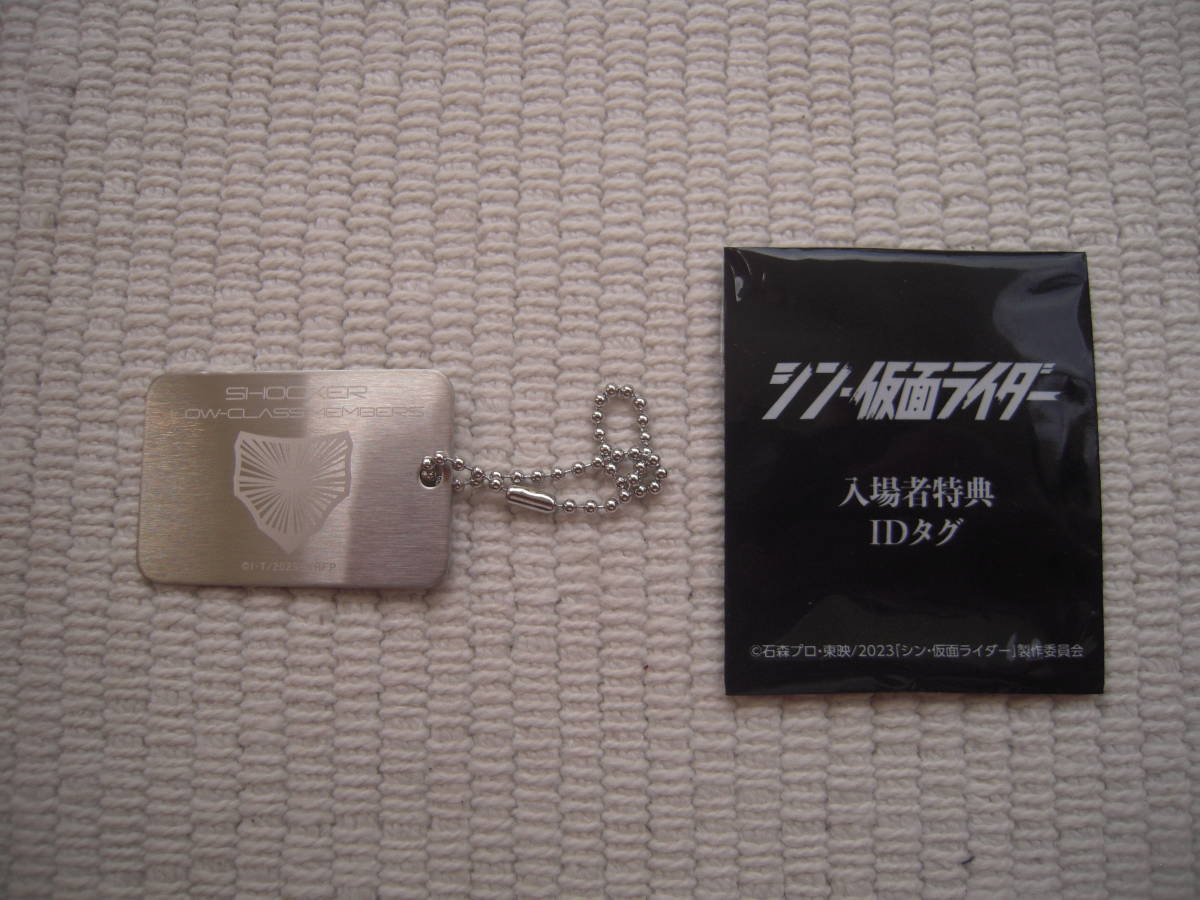 SHOCKER
LOW-CLASS MEMBERS
シン・仮面ライダー
入場者特典
IDタグ
©石森プロ・東映/2023「シン・仮面ライダー」製作委員会